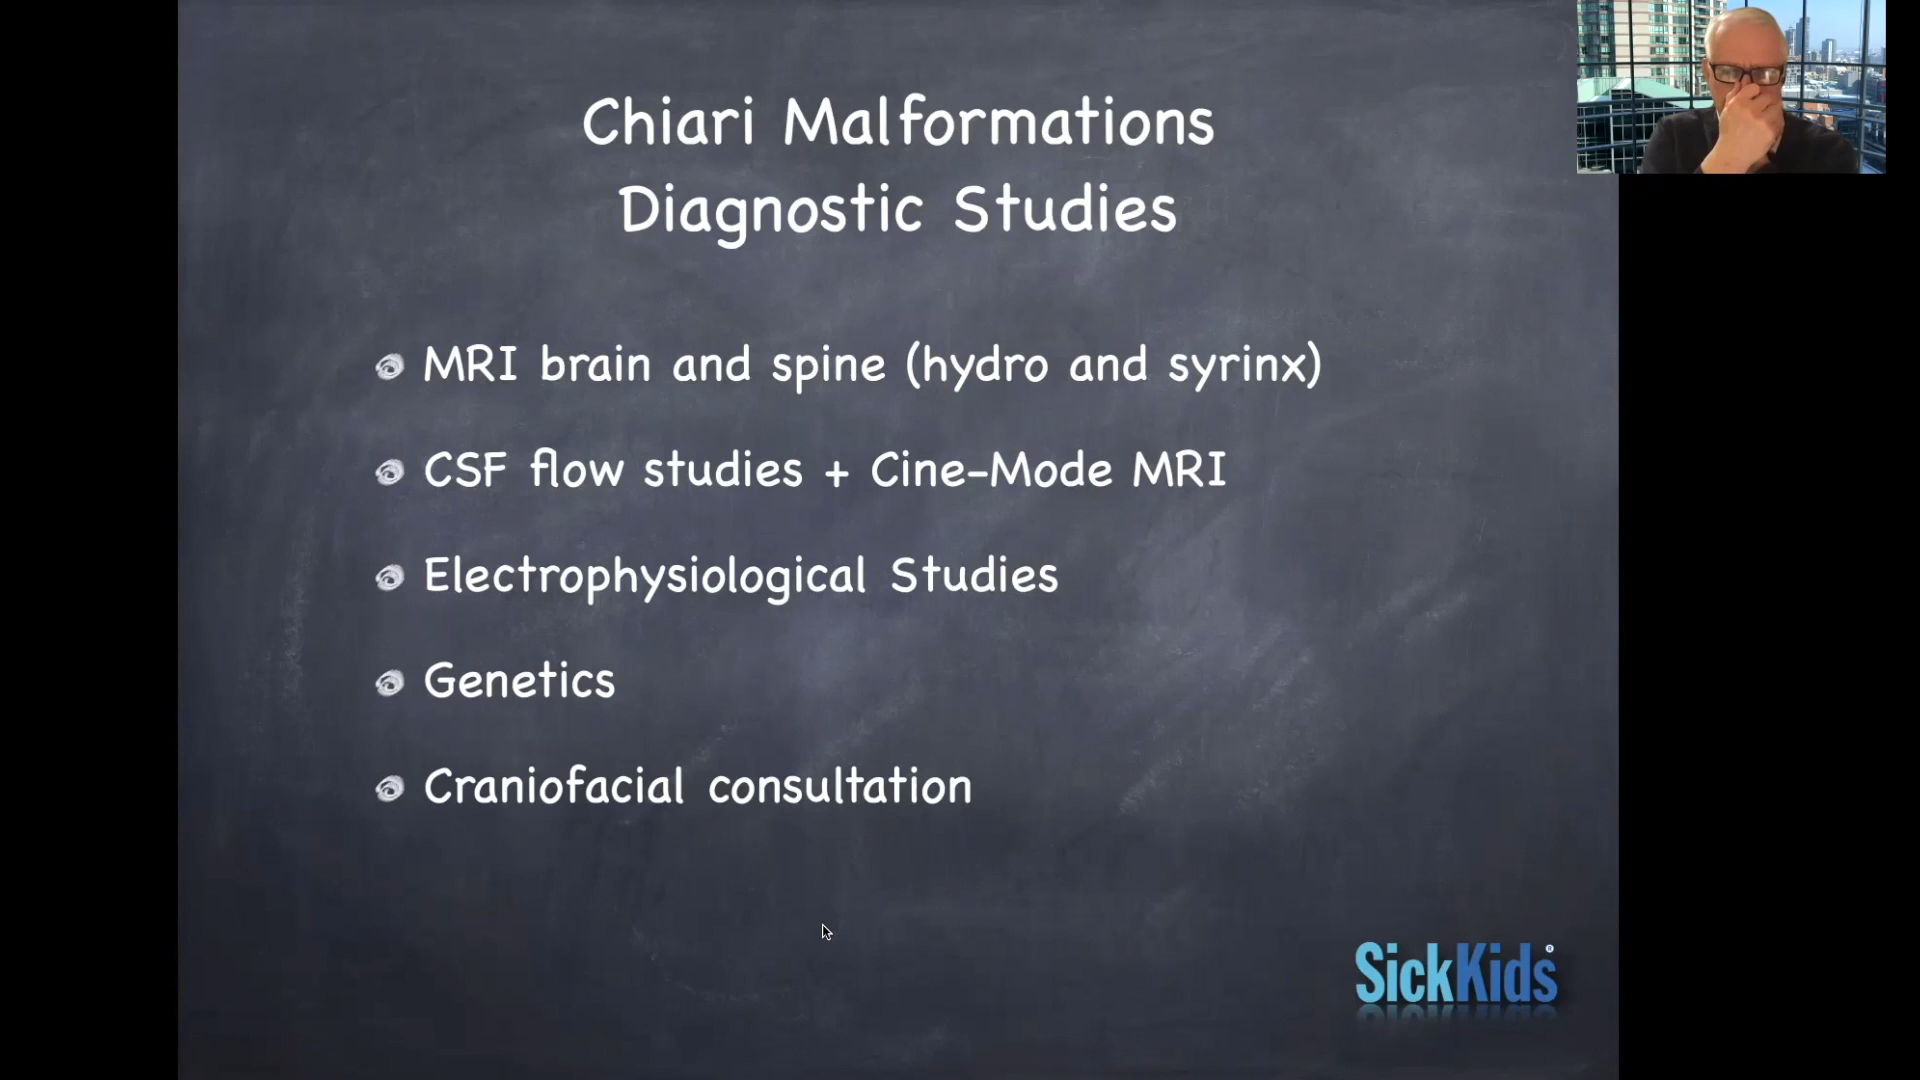 Chiari Malformations
Diagnostic Studies
MRI brain and spine (hydro and syrinx)
CSF flow studies + Cine-Mode MRI
Electrophysiological Studies
Genetics
Craniofacial consultation
SickKids®